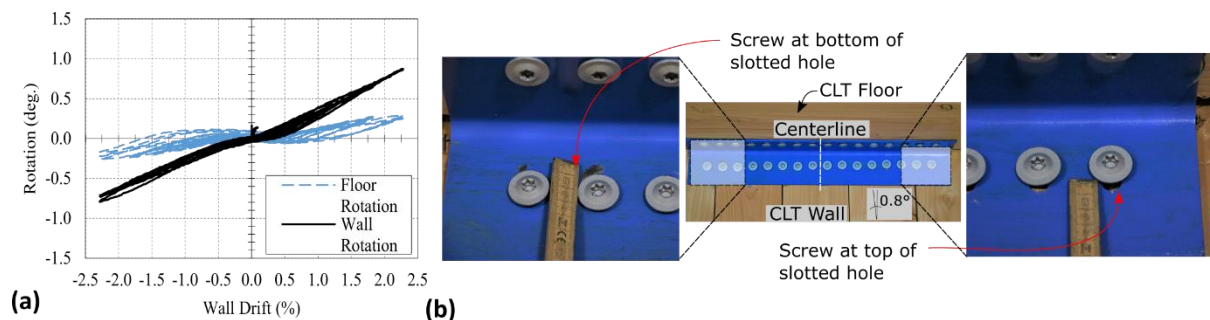 1.5
1.0
0.5
0.0
-0.5
-1.0
-1.5
Rotation (deg.)
Floor
Rotation
Wall
Rotation
-2.5 -2.0 -1.5 -1.0 -0.5 0.0 0.5 1.0 1.5 2.0 2.5
Wall Drift (%)
(a)
Screw at bottom of
slotted hole
CLT Floor
Centerline
CLT Wall
0.8°
Screw at top of
slotted hole
(b)